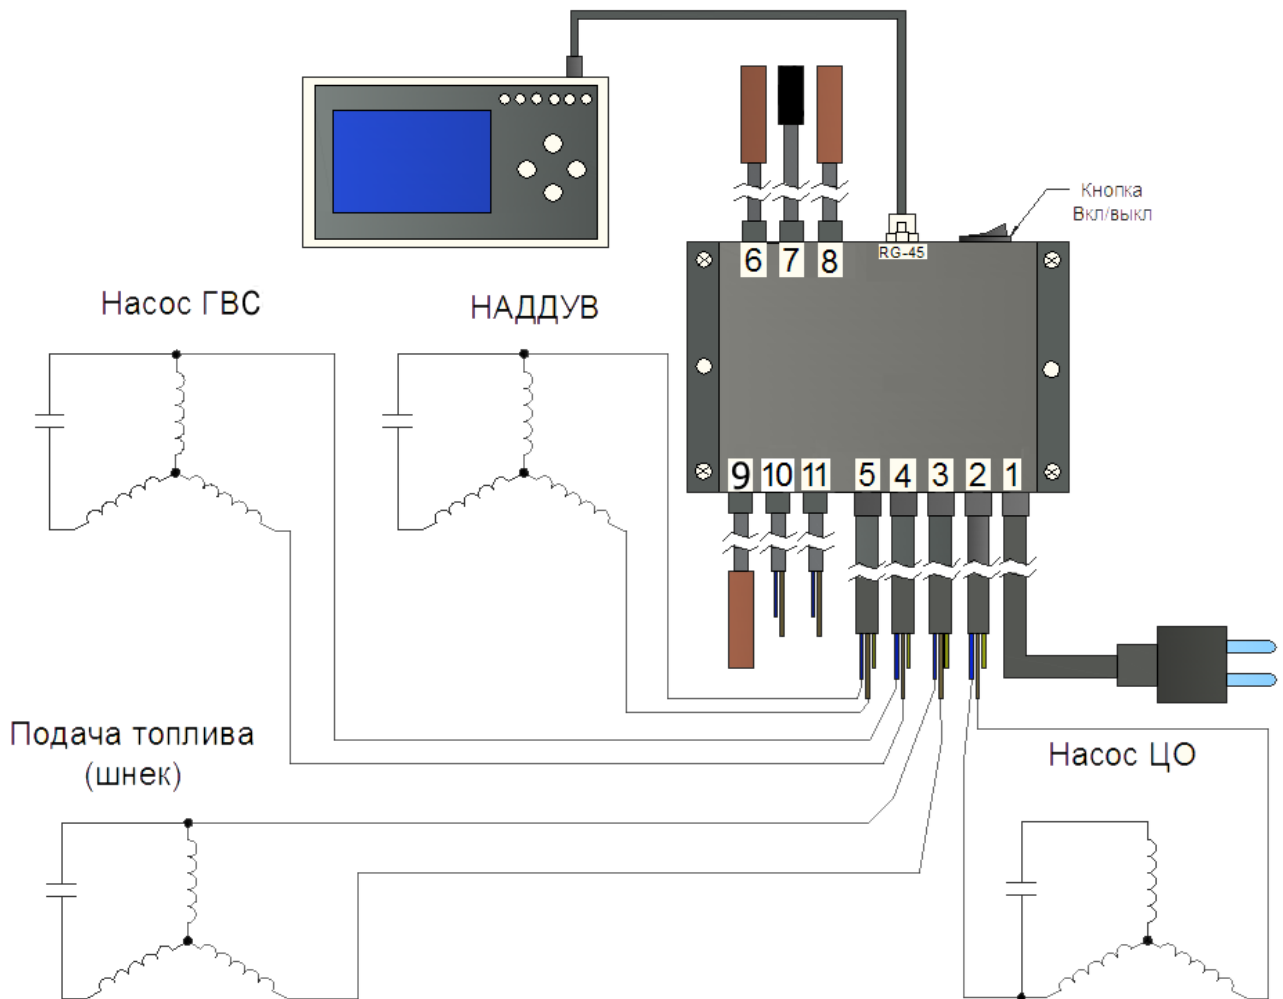 Кнопка
Вкл/выкл
6 7 8 RG-45
Насос ГВС
НАДДУВ
9 10 11 5 4 3 2 1
Подача топлива
(шнек)
Насос ЦО